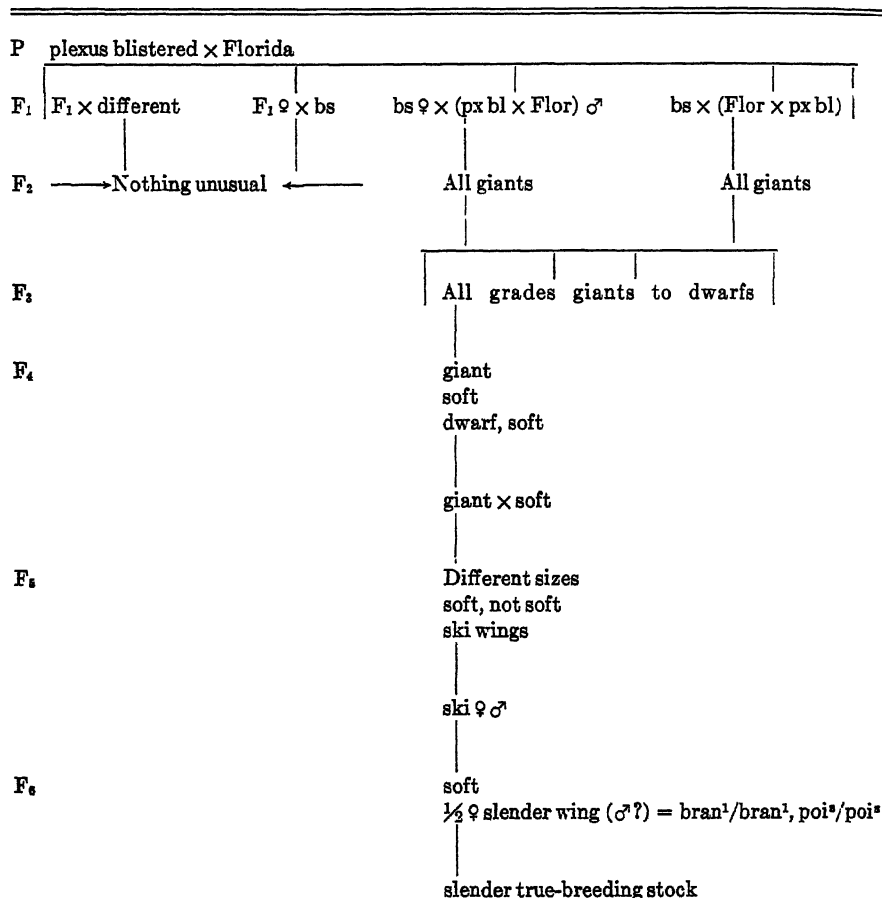 P plexus blistered × Florida
F₁ F₁ × different F₁ ♀ × bs bs ♀ × (px bl × Flor) ♂ bs × (Flor × px bl)
F₂ Nothing unusual All giants All giants
F₃ All grades giants to dwarfs
F₄ giant
soft
dwarf, soft
giant × soft
F₅ Different sizes
soft, not soft
ski wings
ski ♀ ♂
F₆ soft
½ ♀ slender wing (♂?) = bran¹/bran¹, poiˢ/poiˢ
slender true-breeding stock